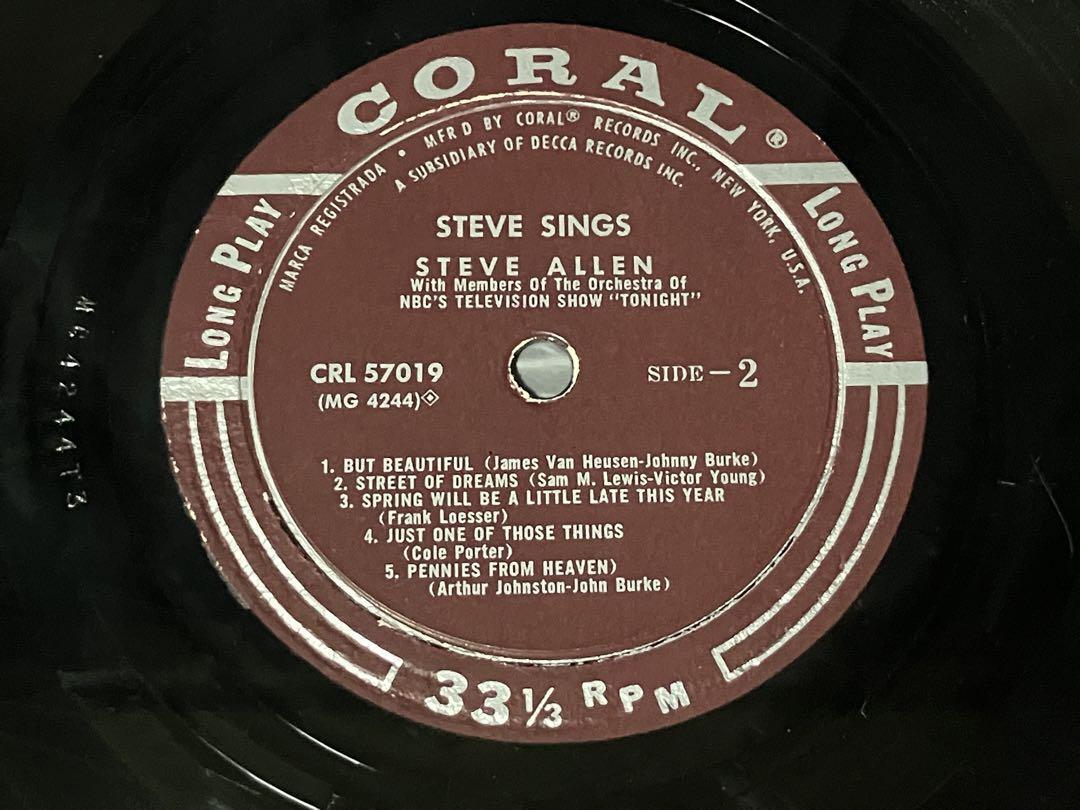 CORAL®
MARCA REGISTRADA • MFR'D BY CORAL® RECORDS INC., NEW YORK, U.S.A.
A SUBSIDIARY OF DECCA RECORDS INC.
LONG PLAY
LONG PLAY
STEVE SINGS
STEVE ALLEN
With Members Of The Orchestra Of
NBC'S TELEVISION SHOW "TONIGHT"
CRL 57019
(MG 4244)
SIDE—2
1. BUT BEAUTIFUL (James Van Heusen-Johnny Burke)
2. STREET OF DREAMS (Sam M. Lewis-Victor Young)
3. SPRING WILL BE A LITTLE LATE THIS YEAR
(Frank Loesser)
4. JUST ONE OF THOSE THINGS
(Cole Porter)
5. PENNIES FROM HEAVEN)
(Arthur Johnston-John Burke)
33 1/3 RPM
MG4244T3